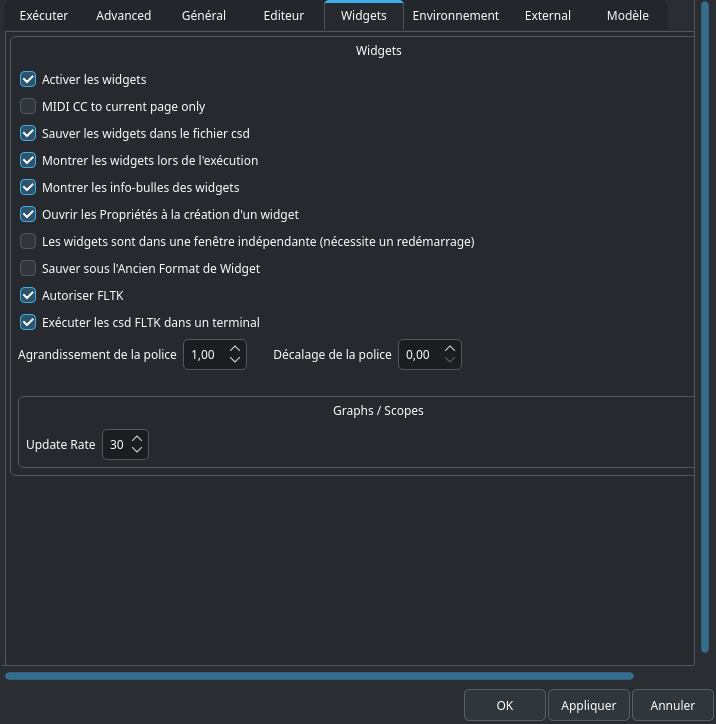 Exécuter Advanced Général Editeur Widgets Environnement External Modèle
Widgets
Activer les widgets
MIDI CC to current page only
Sauver les widgets dans le fichier csd
Montrer les widgets lors de l'exécution
Montrer les info-bulles des widgets
Ouvrir les Propriétés à la création d'un widget
Les widgets sont dans une fenêtre indépendante (nécessite un redémarrage)
Sauver sous l'Ancien Format de Widget
Autoriser FLTK
Exécuter les csd FLTK dans un terminal
Agrandissement de la police 1,00 Décalage de la police 0,00
Graphs / Scopes
Update Rate 30
OK Appliquer Annuler